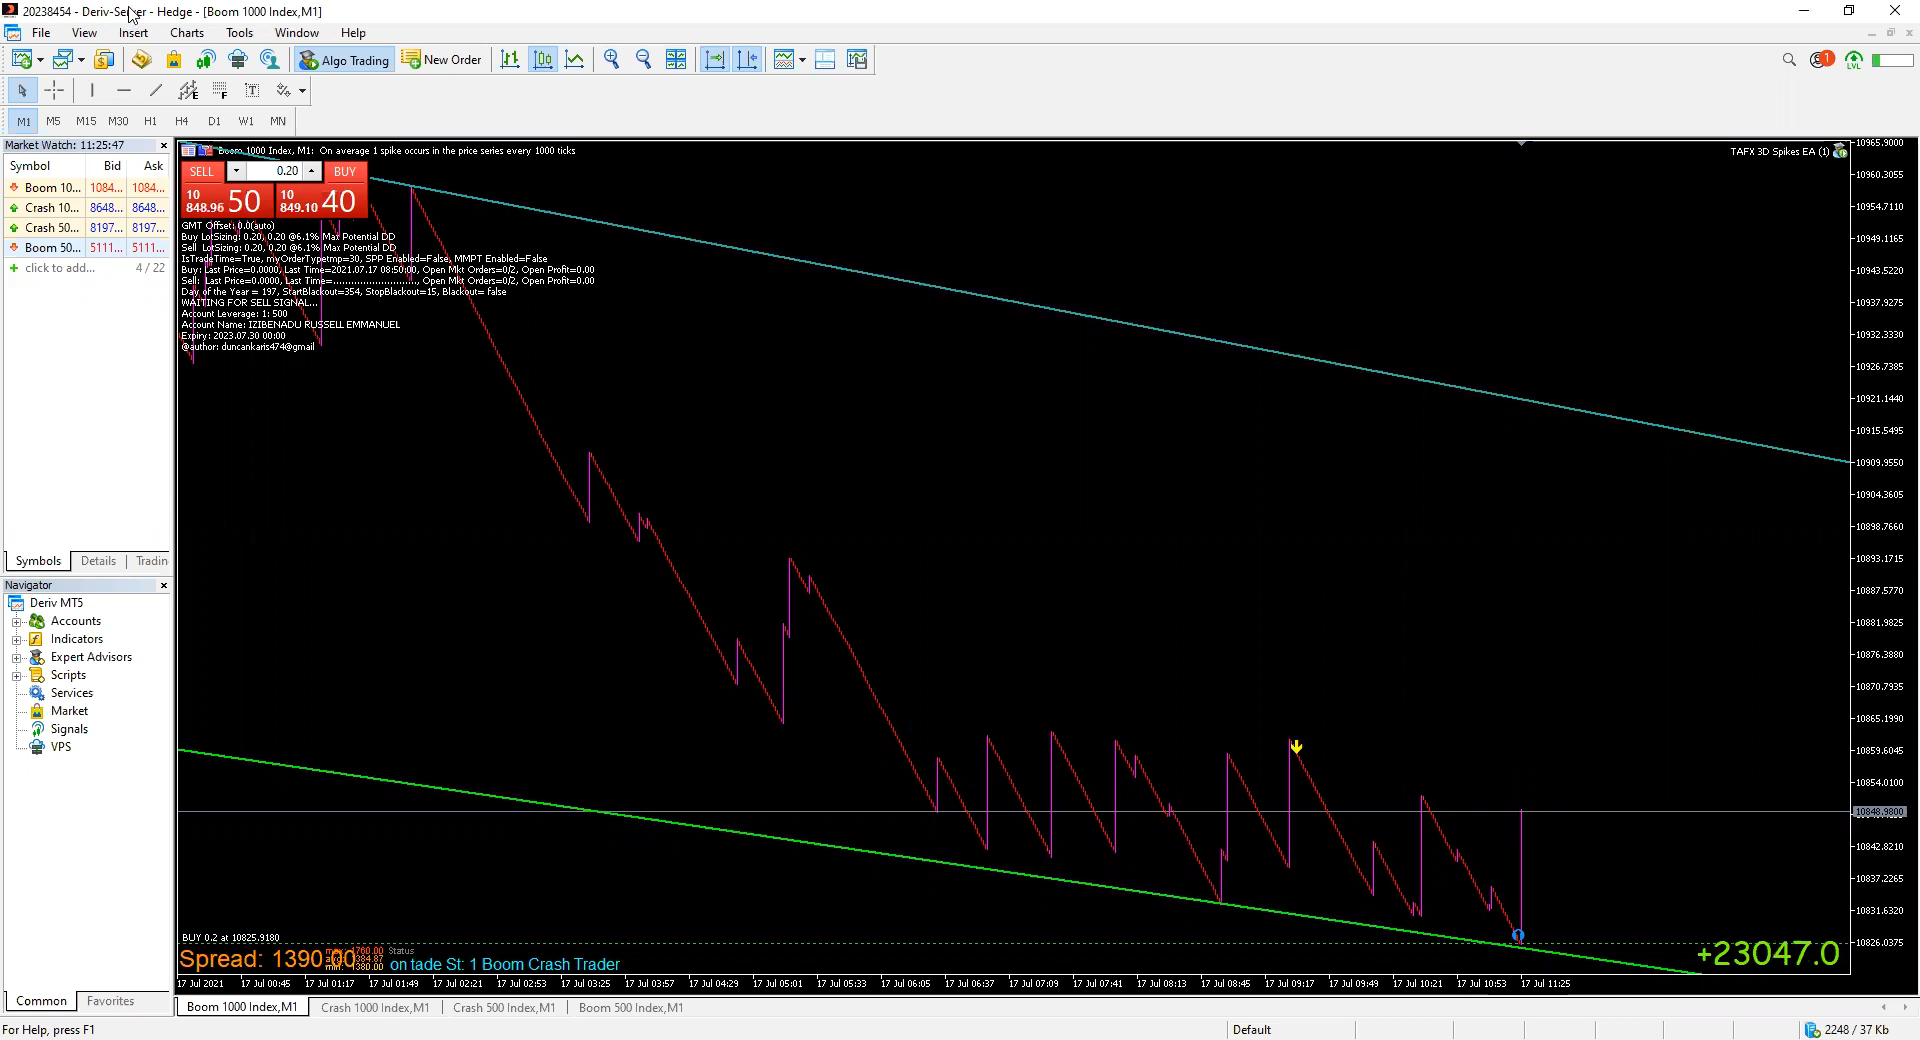 20238454 - Deriv-Server - Hedge - [Boom 1000 Index,M1]
File View Insert Charts Tools Window Help
Algo Trading New Order
1
LVL
E F T
M1 M5 M15 M30 H1 H4 D1 W1 MN
Market Watch: 11:25:47
Symbol Bid Ask
Boom 10... 1084... 1084...
Crash 10... 8648... 8648...
Crash 50... 8197... 8197...
Boom 50... 5111... 5111...
click to add... 4 / 22
Symbols Details Tradin
Navigator
Deriv MT5
Accounts
Indicators
Expert Advisors
Scripts
Services
Market
Signals
VPS
Common Favorites
Boom 1000 Index, M1: On average 1 spike occurs in the price series every 1000 ticks
TAFX 3D Spikes EA (1)
SELL 0.20 BUY
10 848.96 50 10 849.10 40
GMT Offset: 0.0(auto)
Buy LotSizing: 0.20, 0.20 @6.1% Max Potential DD
Sell LotSizing: 0.20, 0.20 @6.1% Max Potential DD
IsTradeTime=True, myOrderTypetmp=30, SPP Enabled=False, MMPT Enabled=False
Buy: Last Price=0.0000, Last Time=2021.07.17 08:50:00, Open Mkt Orders=0/2, Open Profit=0.00
Sell: Last Price=0.0000, Last Time=..........................., Open Mkt Orders=0/2, Open Profit=0.00
Day of the Year = 197, StartBlackout=354, StopBlackout=15, Blackout= false
WAITING FOR SELL SIGNAL...
Account Leverage: 1: 500
Account Name: IZIBENADU RUSSELL EMMANUEL
Expiry: 2023.07.30 00:00
@author: duncankaris474@gmail
10965.9000
10960.3055
10954.7110
10949.1165
10943.5220
10937.9275
10932.3330
10926.7385
10921.1440
10915.5495
10909.9550
10904.3605
10898.7660
10893.1715
10887.5770
10881.9825
10876.3880
10870.7935
10865.1990
10859.6045
10854.0100
10848.9800
10842.8210
10837.2265
10831.6320
10826.0375
BUY 0.2 at 10825.9180
Spread: 1390.00
max: 1760.00
min: 1380.00
Status
on tade St: 1 Boom Crash Trader
+23047.0
17 Jul 2021 17 Jul 00:45 17 Jul 01:17 17 Jul 01:49 17 Jul 02:21 17 Jul 02:53 17 Jul 03:25 17 Jul 03:57 17 Jul 04:29 17 Jul 05:01 17 Jul 05:33 17 Jul 06:05 17 Jul 06:37 17 Jul 07:09 17 Jul 07:41 17 Jul 08:13 17 Jul 08:45 17 Jul 09:17 17 Jul 09:49 17 Jul 10:21 17 Jul 10:53 17 Jul 11:25
Boom 1000 Index,M1 Crash 1000 Index,M1 Crash 500 Index,M1 Boom 500 Index,M1
For Help, press F1 Default 2248 / 37 Kb